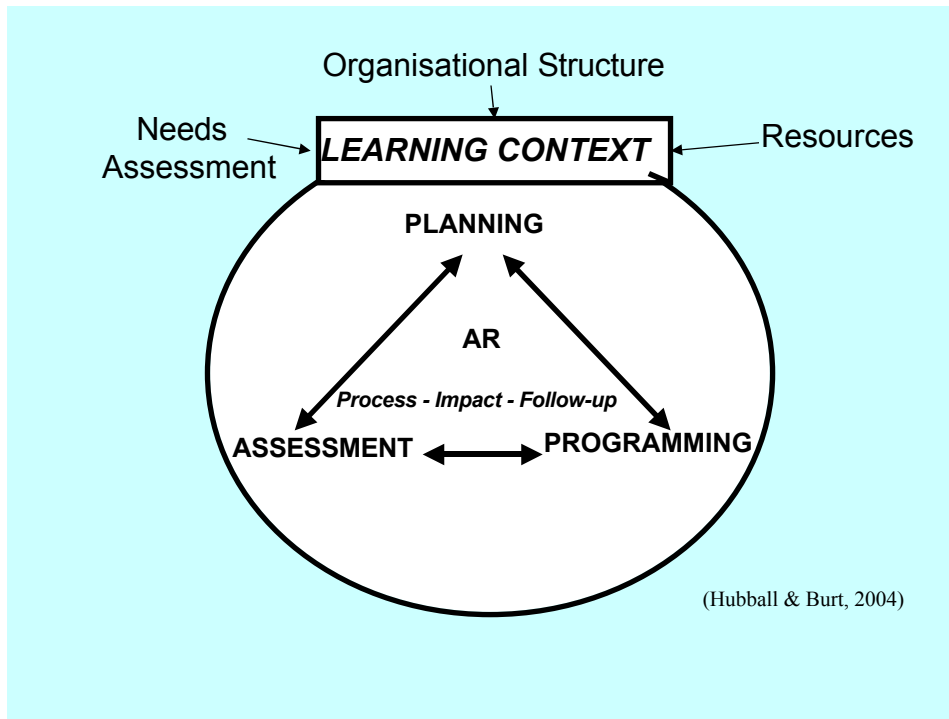 Organisational Structure
Needs
Assessment
LEARNING CONTEXT
Resources
PLANNING
AR
Process - Impact - Follow-up
ASSESSMENT
PROGRAMMING
(Hubball & Burt, 2004)